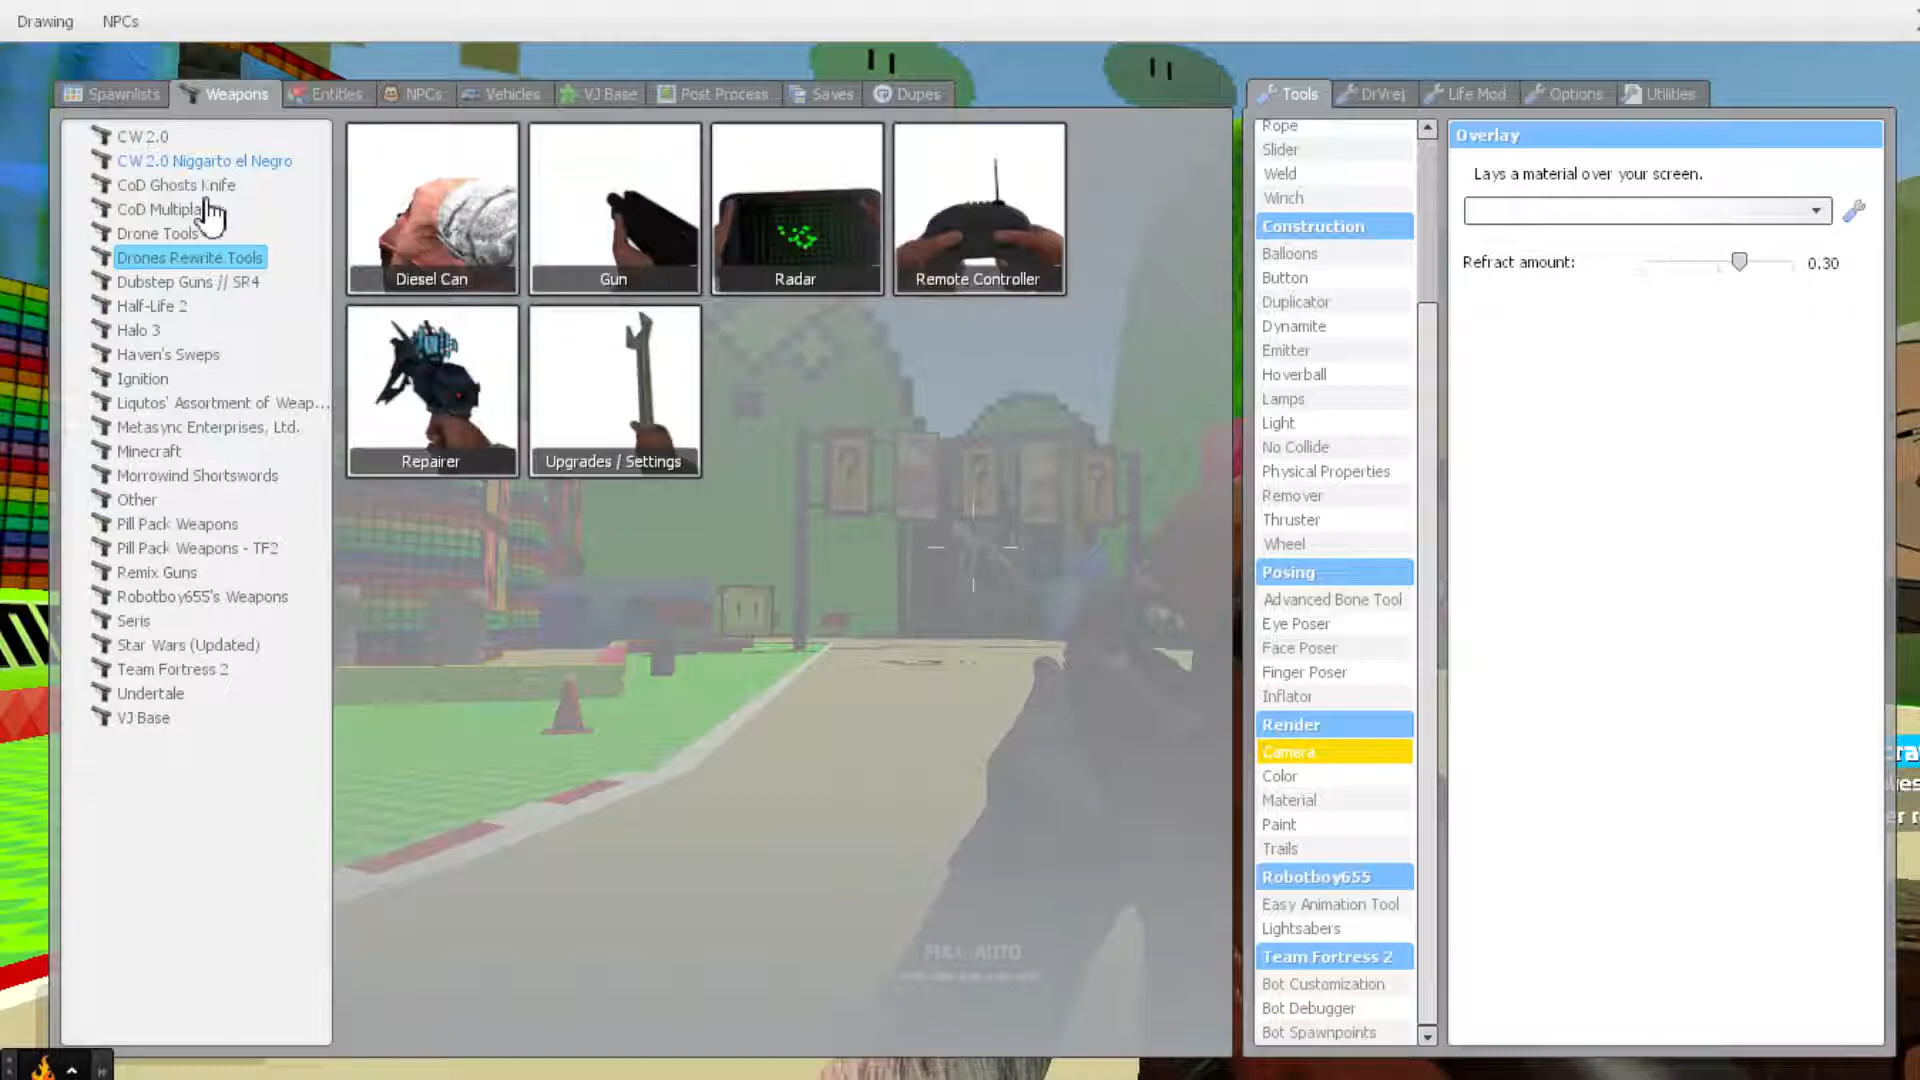 Drawing NPCs
Spawnlists Weapons Entities NPCs Vehicles VJ Base Post Process Saves Dupes
Tools DrVrej Life Mod Options Utilities
CW 2.0
CW 2.0 Niggarto el Negro
CoD Ghosts Knife
CoD Multipla
Drone Tools
Drones Rewrite Tools
Dubstep Guns // SR4
Half-Life 2
Halo 3
Haven's Sweps
Ignition
Liqutos' Assortment of Weap...
Metasync Enterprises, Ltd.
Minecraft
Morrowind Shortswords
Other
Pill Pack Weapons
Pill Pack Weapons - TF2
Remix Guns
Robotboy655's Weapons
Seris
Star Wars (Updated)
Team Fortress 2
Undertale
VJ Base
Diesel Can
Gun
Radar
Remote Controller
Repairer
Upgrades / Settings
FULL AUTO
Rope
Slider
Weld
Winch
Construction
Balloons
Button
Duplicator
Dynamite
Emitter
Hoverball
Lamps
Light
No Collide
Physical Properties
Remover
Thruster
Wheel
Posing
Advanced Bone Tool
Eye Poser
Face Poser
Finger Poser
Inflator
Render
Camera
Color
Material
Paint
Trails
Robotboy655
Easy Animation Tool
Lightsabers
Team Fortress 2
Bot Customization
Bot Debugger
Bot Spawnpoints
Overlay
Lays a material over your screen.
Refract amount: 0.30